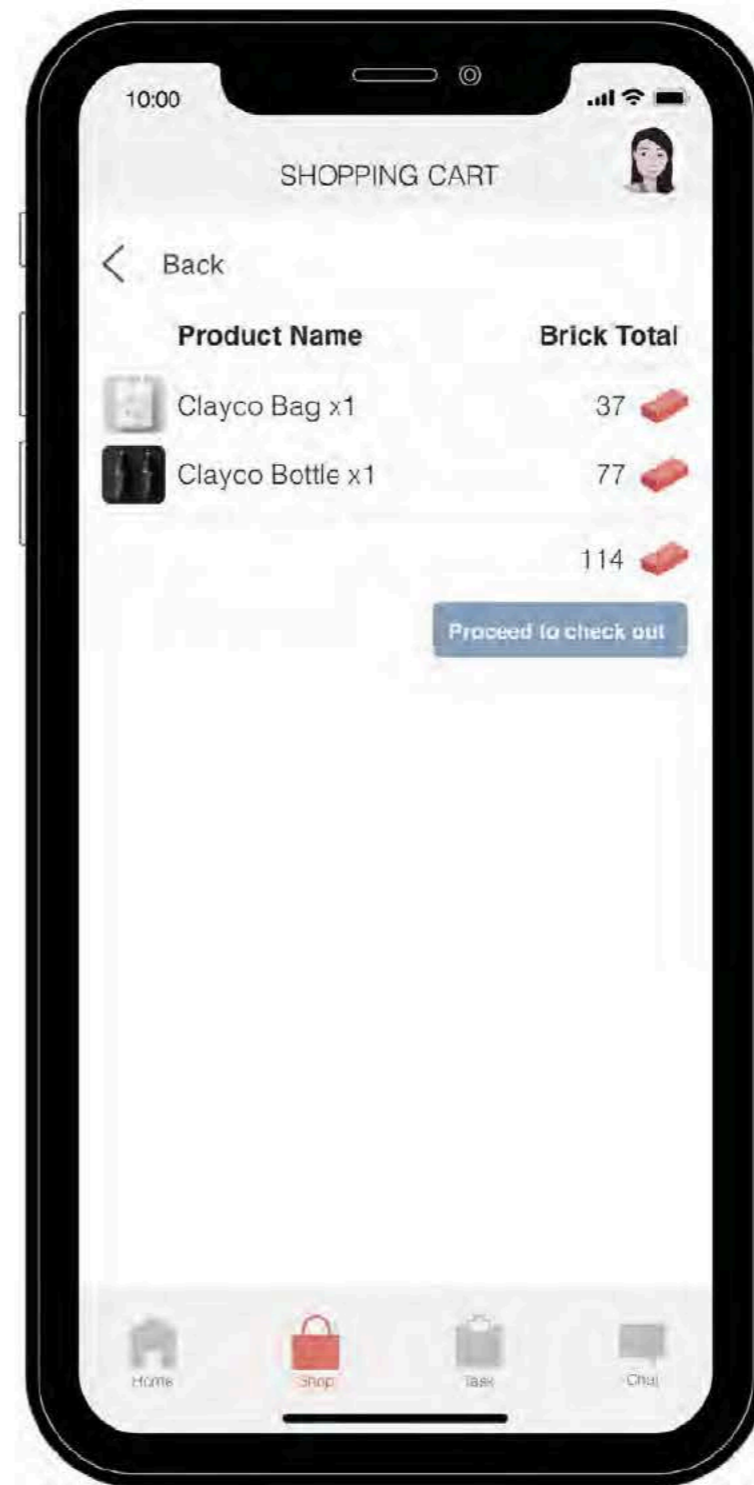 10:00
SHOPPING CART
Back
Product Name Brick Total
Clayco Bag x1 37
Clayco Bottle x1 77
114
Proceed to check out
Home Shop Task Chat